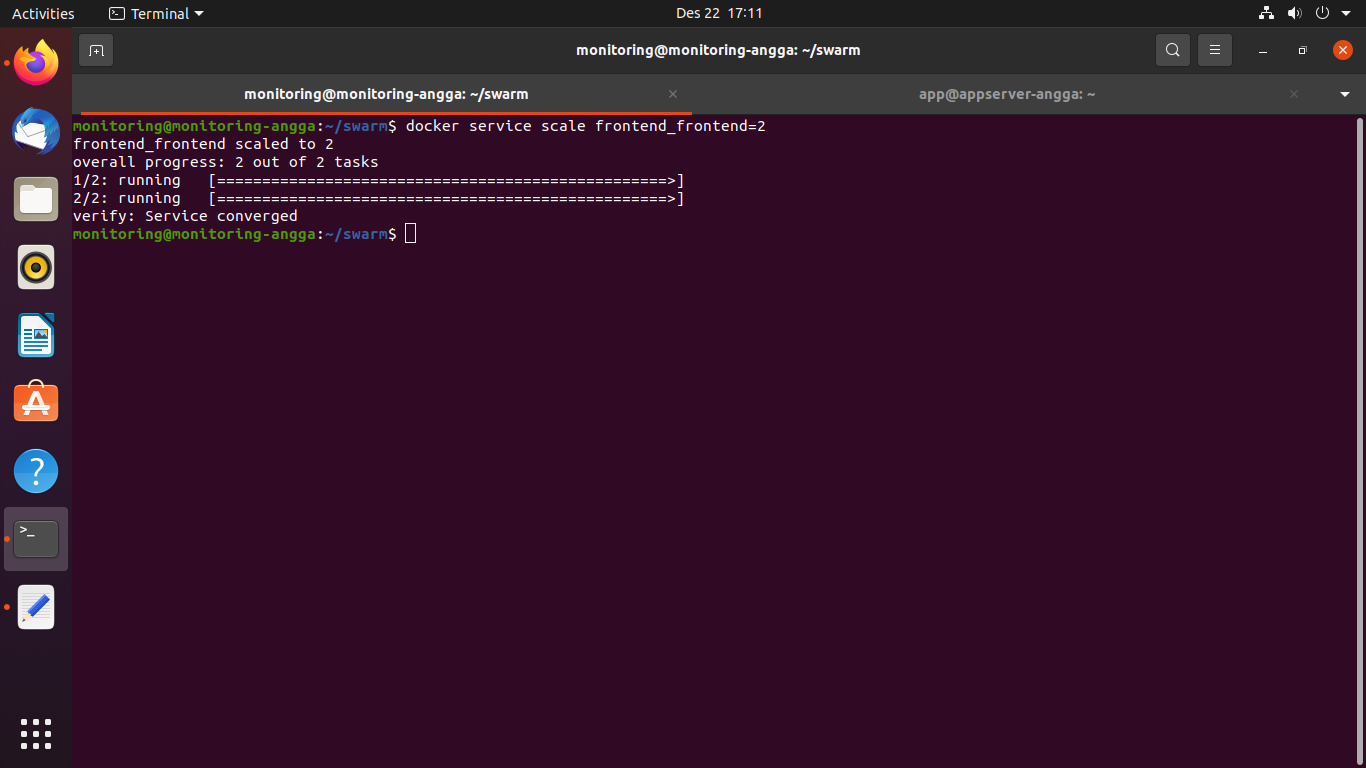 Activities
Terminal
Des 22 17:11
monitoring@monitoring-angga: ~/swarm
monitoring@monitoring-angga: ~/swarm
app@appserver-angga: ~
monitoring@monitoring-angga:~/swarm$ docker service scale frontend_frontend=2
frontend_frontend scaled to 2
overall progress: 2 out of 2 tasks
1/2: running   [==================================================>]
2/2: running   [==================================================>]
verify: Service converged
monitoring@monitoring-angga:~/swarm$